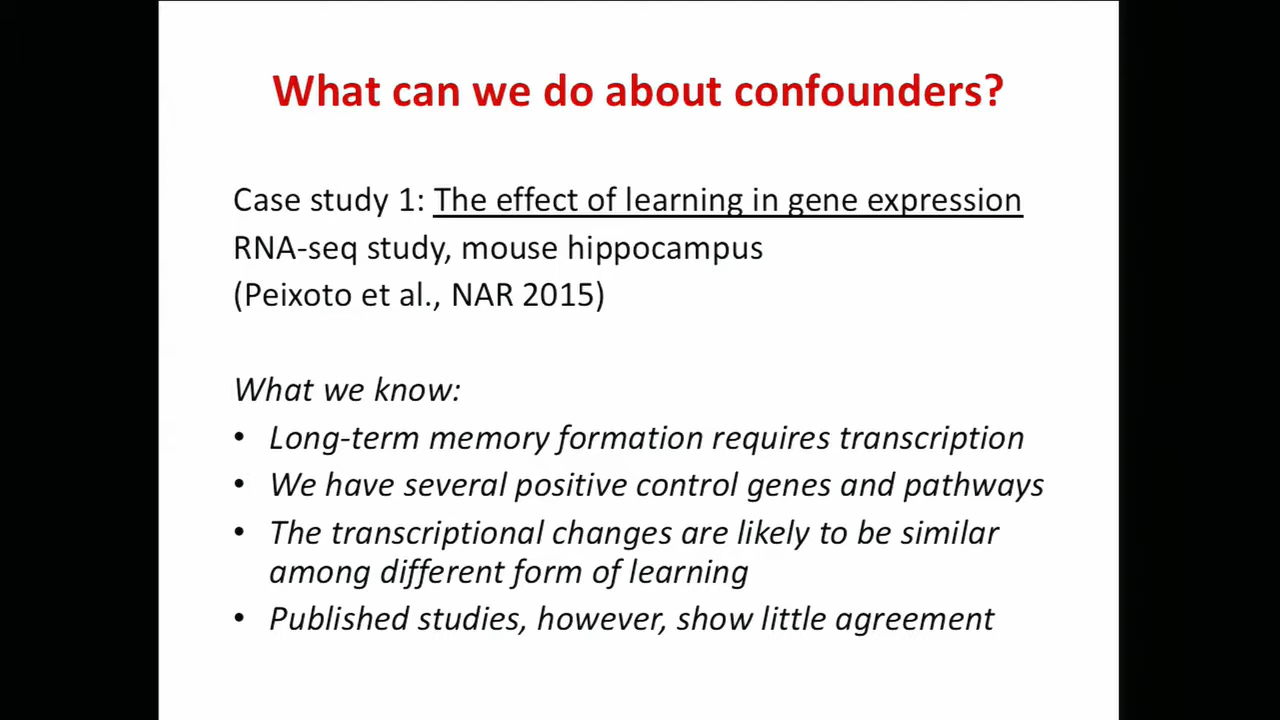 What can we do about confounders?
Case study 1: The effect of learning in gene expression
RNA-seq study, mouse hippocampus
(Peixoto et al., NAR 2015)
What we know:
• Long-term memory formation requires transcription
• We have several positive control genes and pathways
• The transcriptional changes are likely to be similar
among different form of learning
• Published studies, however, show little agreement